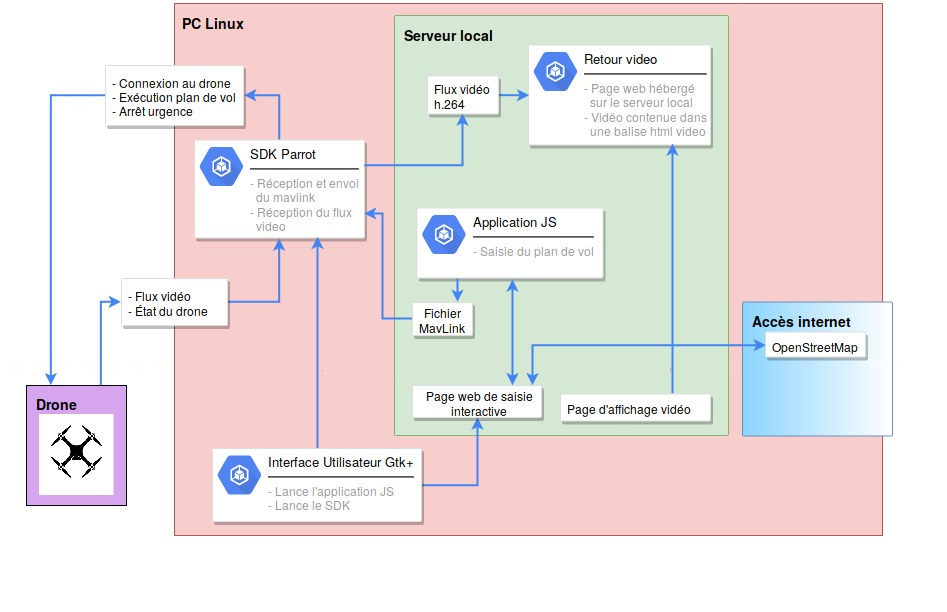 PC Linux
Serveur local
- Connexion au drone
- Exécution plan de vol
- Arrêt urgence
Flux vidéo
h.264
Retour video
- Page web hébergé
sur le serveur local
- Vidéo contenue dans
une balise html video
SDK Parrot
- Réception et envoi
du mavlink
- Réception du flux
video
Application JS
- Saisie du plan de vol
- Flux vidéo
- État du drone
Fichier
MavLink
Accès internet
OpenStreetMap
Drone
Page web de saisie
interactive
Page d'affichage vidéo
Interface Utilisateur Gtk+
- Lance l'application JS
- Lance le SDK